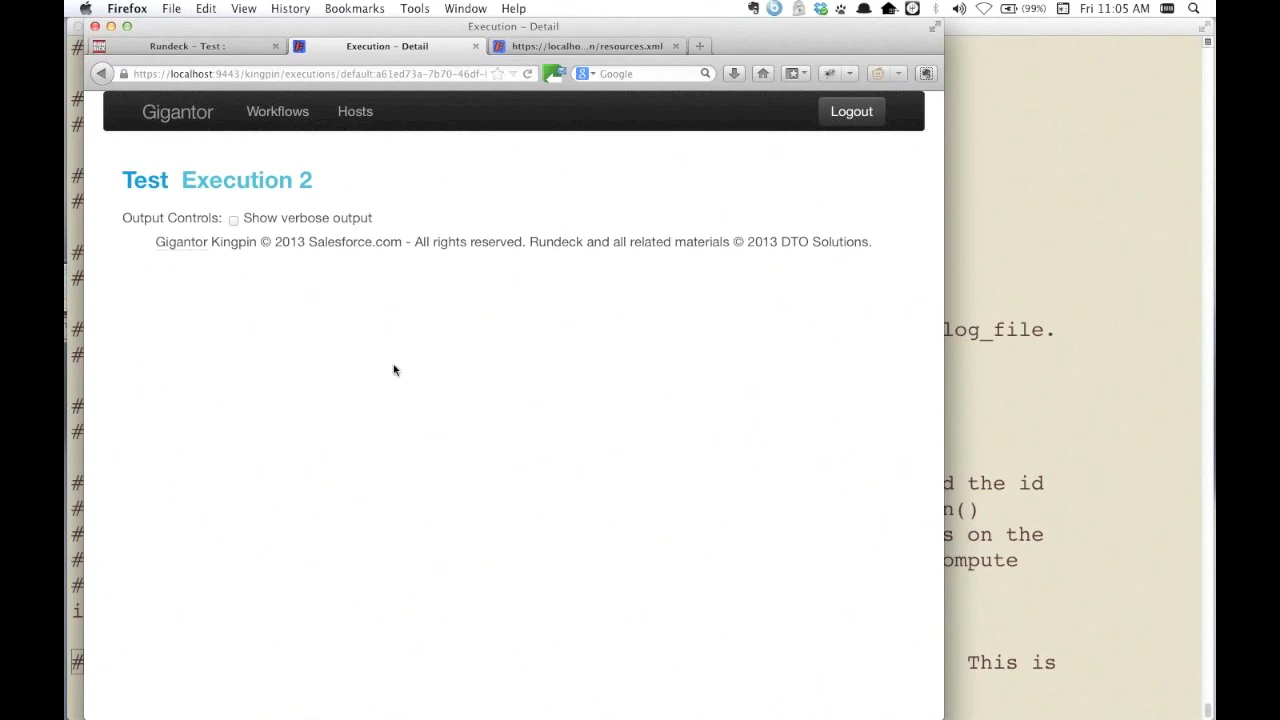 Firefox File Edit View History Bookmarks Tools Window Help (99%) Fri 11:05 AM
Execution – Detail
Rundeck – Test : Execution – Detail https://localho...n/resources.xml
https://localhost:9443/kingpin/executions/default:a61ed73a-7b70-46df- Google
Gigantor Workflows Hosts Logout
Test Execution 2
Output Controls: Show verbose output
Gigantor Kingpin © 2013 Salesforce.com - All rights reserved. Rundeck and all related materials © 2013 DTO Solutions.
#
#
#
#
#
#
#
# log_file.
#
#
#
# d the id
# n()
# s on the
# ompute
#
i
# This is